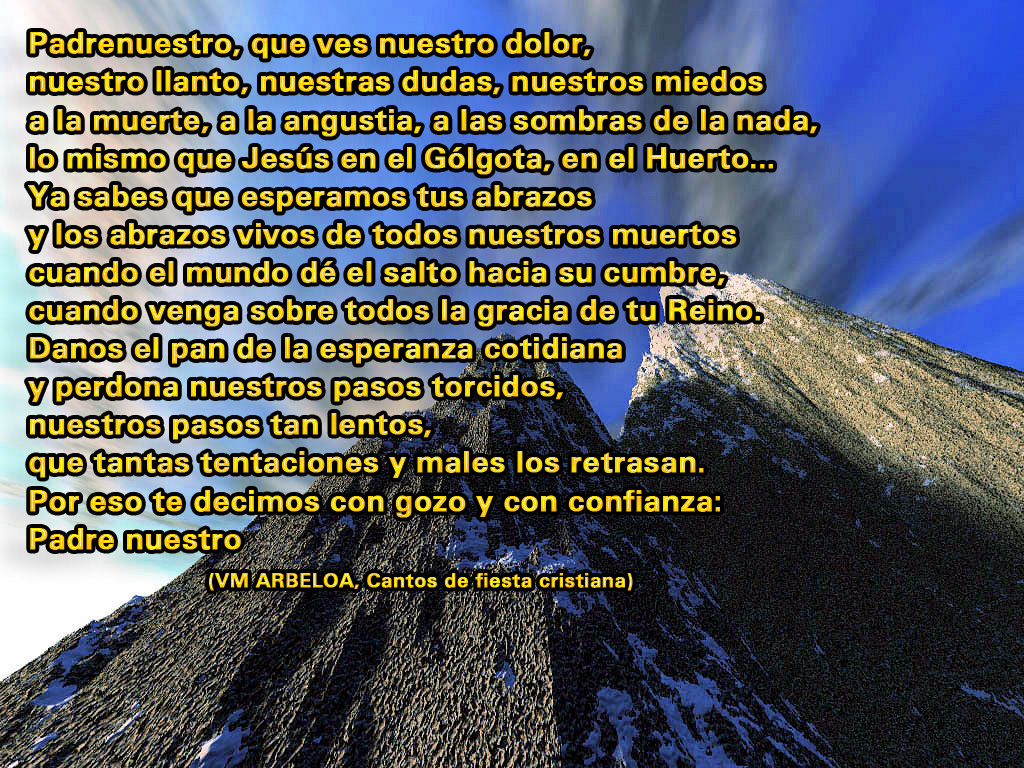 Padrenuestro, que ves nuestro dolor,
nuestro llanto, nuestras dudas, nuestros miedos
a la muerte, a la angustia, a las sombras de la nada,
lo mismo que Jesús en el Gólgota, en el Huerto...
Ya sabes que esperamos tus abrazos
y los abrazos vivos de todos nuestros muertos
cuando el mundo dé el salto hacia su cumbre,
cuando venga sobre todos la gracia de tu Reino.
Danos el pan de la esperanza cotidiana
y perdona nuestros pasos torcidos,
nuestros pasos tan lentos,
que tantas tentaciones y males los retrasan.
Por eso te decimos con gozo y con confianza:
Padre nuestro
(VM ARBELOA, Cantos de fiesta cristiana)